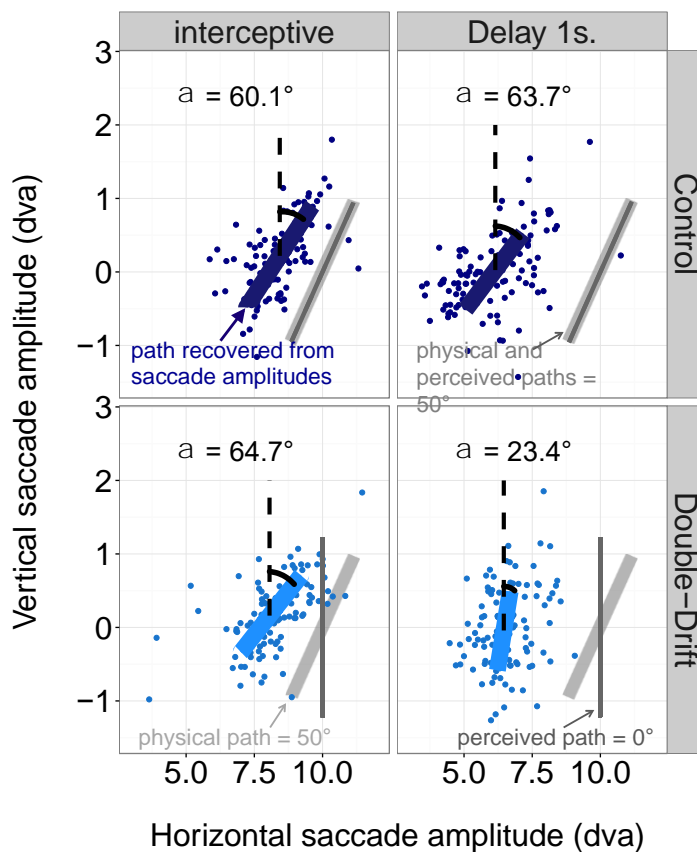 interceptive
Delay 1s.
3
2
1
0
−1
a = 60.1°
path recovered from
saccade amplitudes
a = 63.7°
physical and
perceived paths =
50°
Control
3
2
1
0
−1
a = 64.7°
physical path = 50°
a = 23.4°
perceived path = 0°
Double−Drift
5.0 7.5 10.0
5.0 7.5 10.0
Vertical saccade amplitude (dva)
Horizontal saccade amplitude (dva)